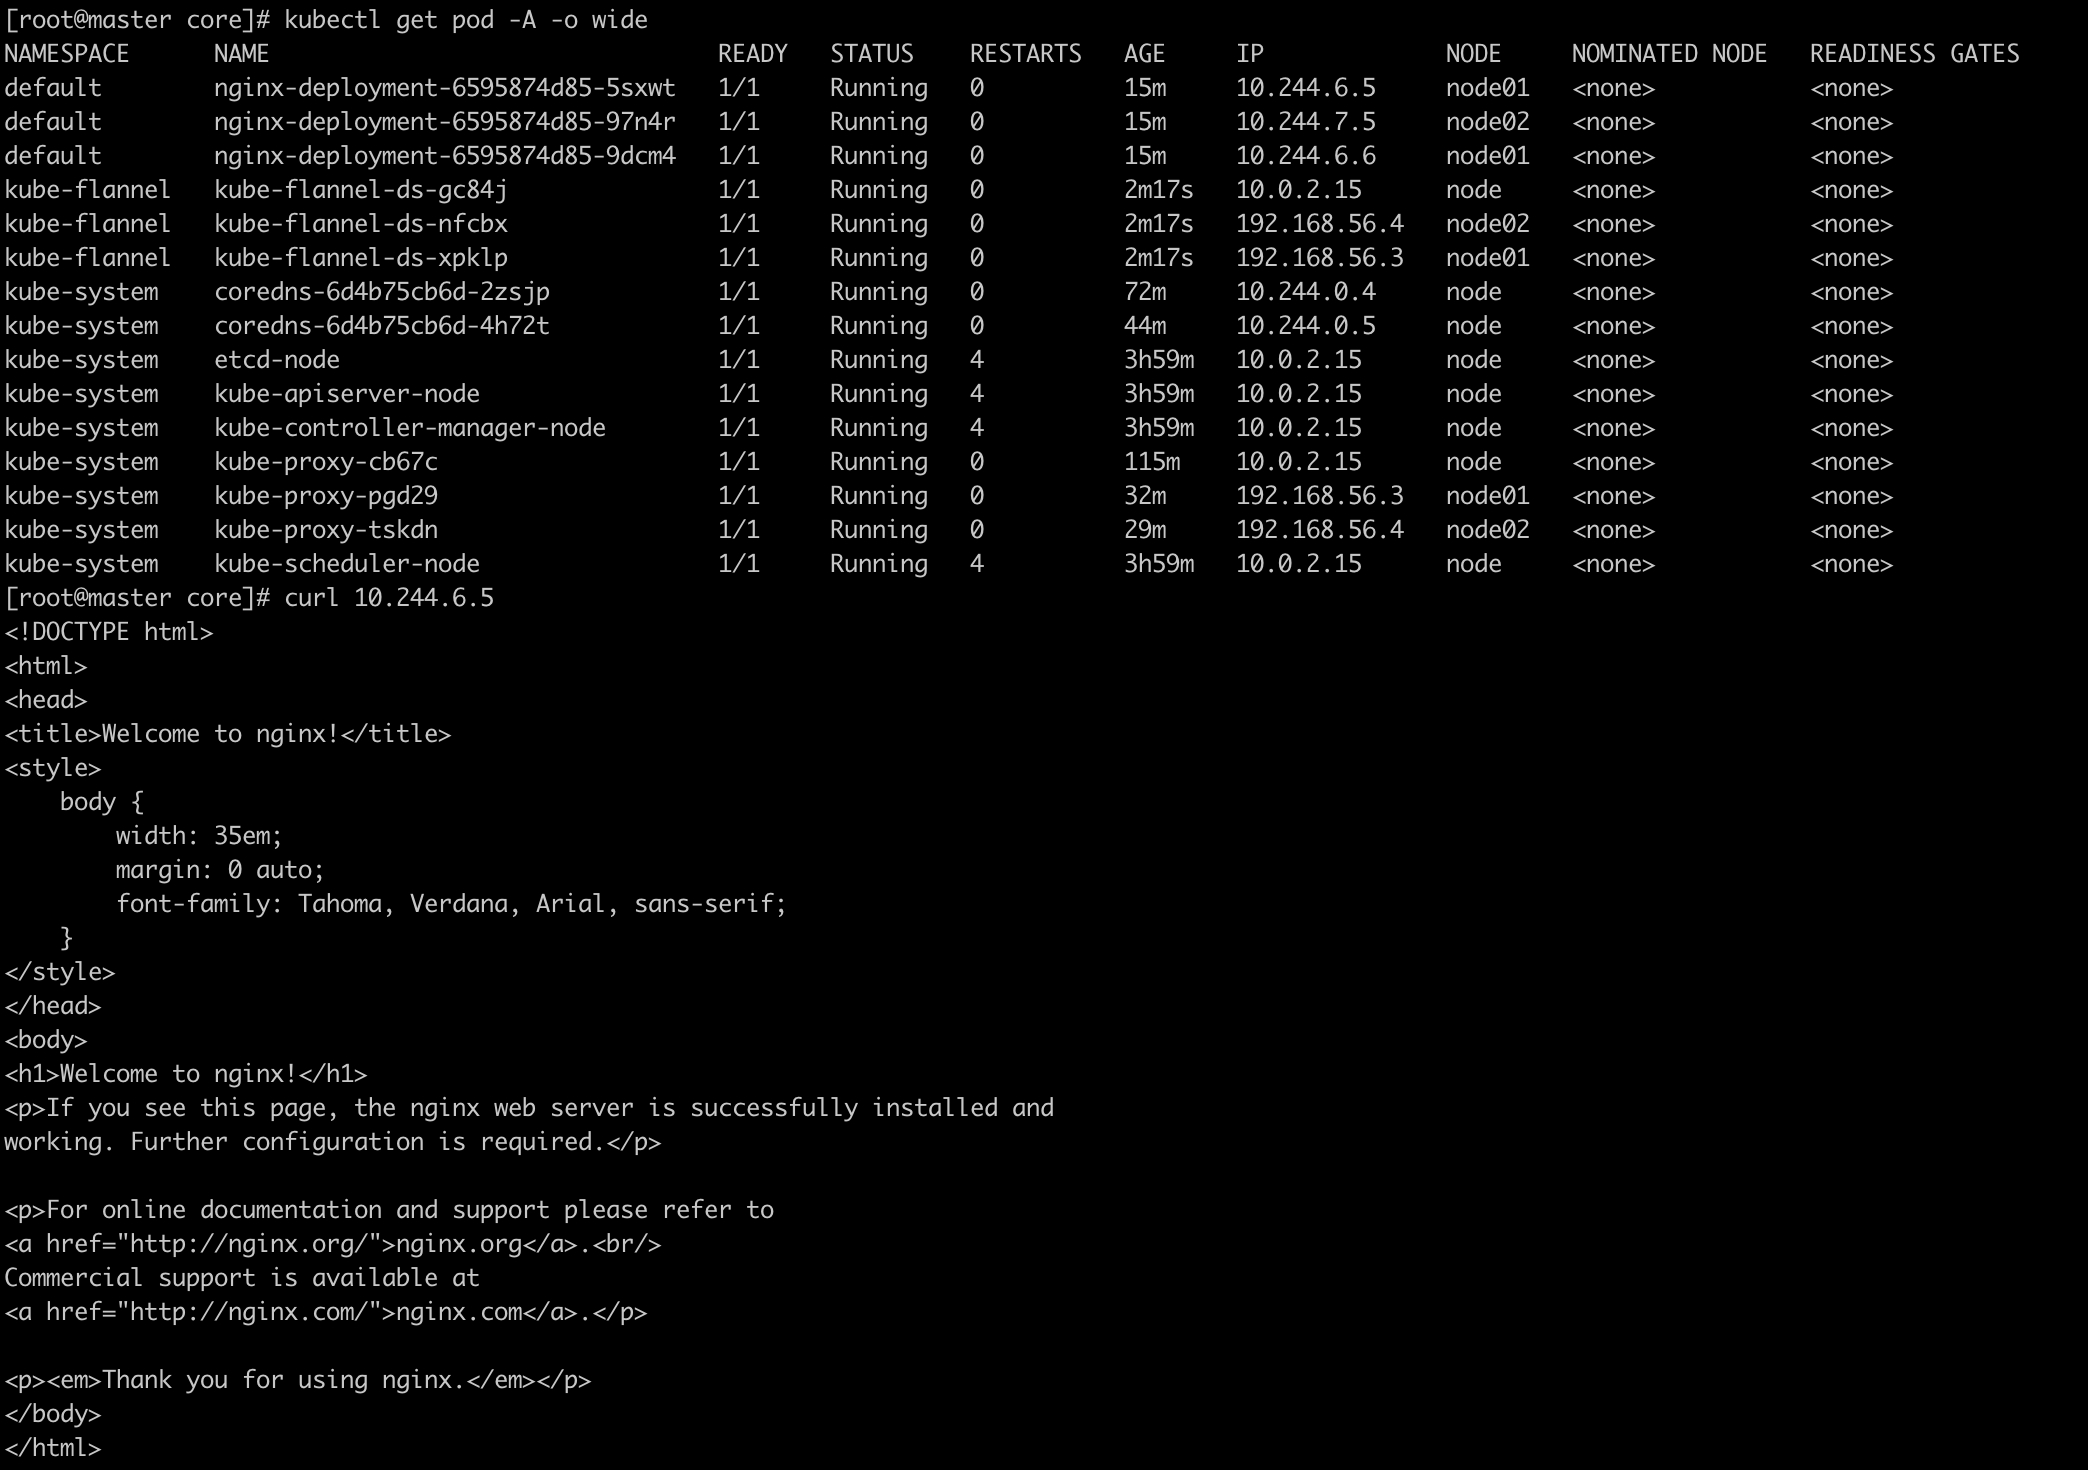 [root@master core]# kubectl get pod -A -o wide
NAMESPACE      NAME                                READY   STATUS    RESTARTS   AGE     IP             NODE     NOMINATED NODE   READINESS GATES
default        nginx-deployment-6595874d85-5sxwt   1/1     Running   0          15m     10.244.6.5     node01   <none>           <none>
default        nginx-deployment-6595874d85-97n4r   1/1     Running   0          15m     10.244.7.5     node02   <none>           <none>
default        nginx-deployment-6595874d85-9dcm4   1/1     Running   0          15m     10.244.6.6     node01   <none>           <none>
kube-flannel   kube-flannel-ds-gc84j               1/1     Running   0          2m17s   10.0.2.15      node     <none>           <none>
kube-flannel   kube-flannel-ds-nfcbx               1/1     Running   0          2m17s   192.168.56.4   node02   <none>           <none>
kube-flannel   kube-flannel-ds-xpklp               1/1     Running   0          2m17s   192.168.56.3   node01   <none>           <none>
kube-system    coredns-6d4b75cb6d-2zsjp            1/1     Running   0          72m     10.244.0.4     node     <none>           <none>
kube-system    coredns-6d4b75cb6d-4h72t            1/1     Running   0          44m     10.244.0.5     node     <none>           <none>
kube-system    etcd-node                           1/1     Running   4          3h59m   10.0.2.15      node     <none>           <none>
kube-system    kube-apiserver-node                 1/1     Running   4          3h59m   10.0.2.15      node     <none>           <none>
kube-system    kube-controller-manager-node        1/1     Running   4          3h59m   10.0.2.15      node     <none>           <none>
kube-system    kube-proxy-cb67c                    1/1     Running   0          115m    10.0.2.15      node     <none>           <none>
kube-system    kube-proxy-pgd29                    1/1     Running   0          32m     192.168.56.3   node01   <none>           <none>
kube-system    kube-proxy-tskdn                    1/1     Running   0          29m     192.168.56.4   node02   <none>           <none>
kube-system    kube-scheduler-node                 1/1     Running   4          3h59m   10.0.2.15      node     <none>           <none>
[root@master core]# curl 10.244.6.5
<!DOCTYPE html>
<html>
<head>
<title>Welcome to nginx!</title>
<style>
    body {
        width: 35em;
        margin: 0 auto;
        font-family: Tahoma, Verdana, Arial, sans-serif;
    }
</style>
</head>
<body>
<h1>Welcome to nginx!</h1>
<p>If you see this page, the nginx web server is successfully installed and
working. Further configuration is required.</p>

<p>For online documentation and support please refer to
<a href="http://nginx.org/">nginx.org</a>.<br/>
Commercial support is available at
<a href="http://nginx.com/">nginx.com</a>.</p>

<p><em>Thank you for using nginx.</em></p>
</body>
</html>